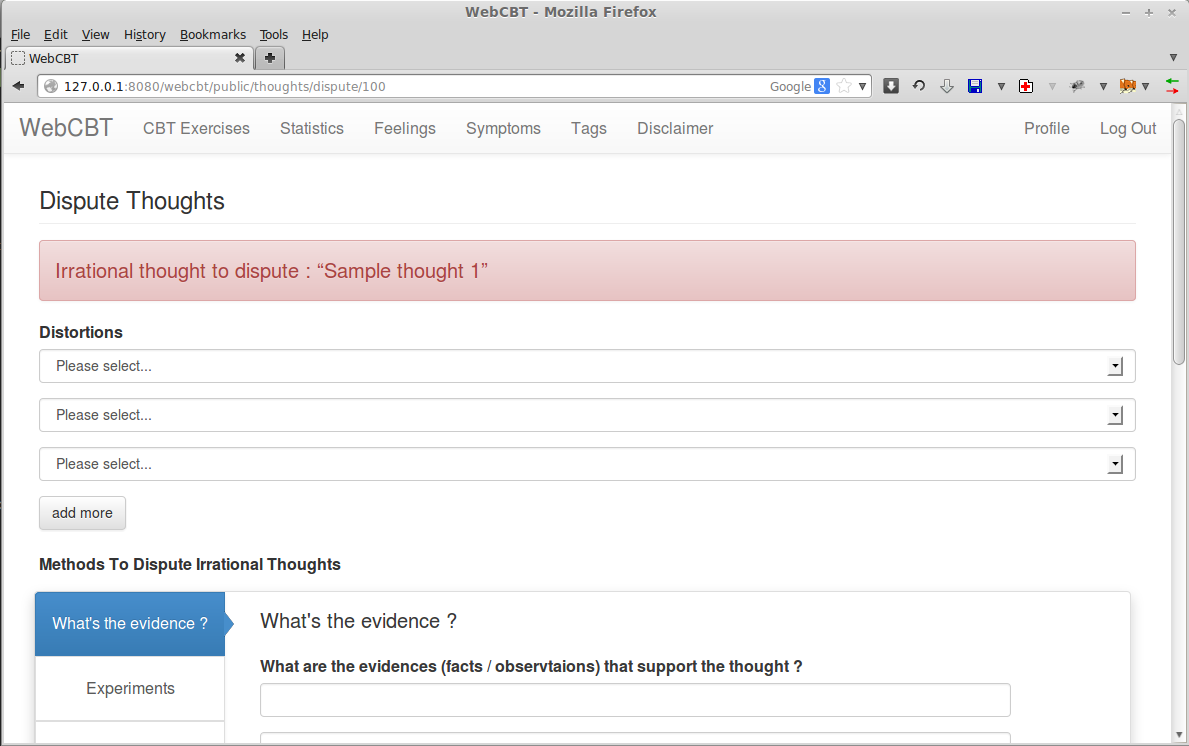 WebCBT - Mozilla Firefox
File Edit View History Bookmarks Tools Help
WebCBT
127.0.0.1:8080/webcbt/public/thoughts/dispute/100 Google 8
WebCBT CBT Exercises Statistics Feelings Symptoms Tags Disclaimer Profile Log Out
Dispute Thoughts
Irrational thought to dispute : “Sample thought 1”
Distortions
Please select...
Please select...
Please select...
add more
Methods To Dispute Irrational Thoughts
What's the evidence ?
What's the evidence ?
What are the evidences (facts / observtaions) that support the thought ?
Experiments